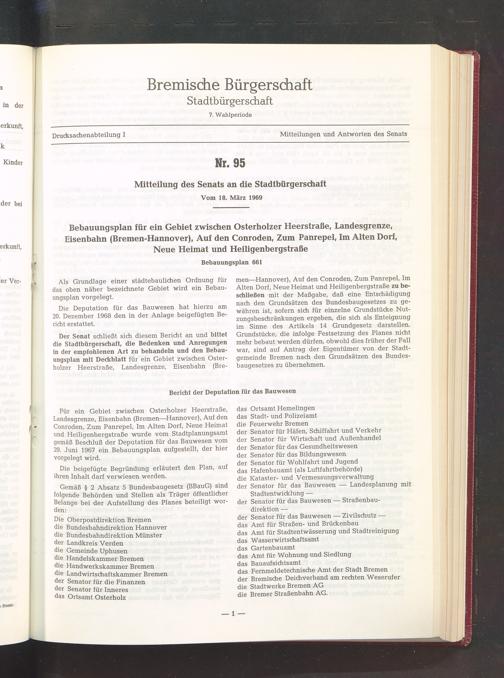 in der
erkunft,
k
Kinder
der bei
erkunft,
er Ver-
Bremische Bürgerschaft
Stadtbürgerschaft
7. Wahlperiode
Drucksachenabteilung I
Mitteilungen und Antworten des Senats
Nr. 95
Mitteilung des Senats an die Stadtbürgerschaft
Vom 18. März 1969
Bebauungsplan für ein Gebiet zwischen Osterholzer Heerstraße, Landesgrenze,
Eisenbahn (Bremen-Hannover), Auf den Conroden, Zum Panrepel, Im Alten Dorf,
Neue Heimat und Heiligenbergstraße
Bebauungsplan 661
Als Grundlage einer städtebaulichen Ordnung für
das oben näher bezeichnete Gebiet wird ein Bebau-
ungsplan vorgelegt.
Die Deputation für das Bauwesen hat hierzu am
20. Dezember 1968 den in der Anlage beigefügten Be-
richt erstattet.
Der Senat schließt sich diesem Bericht an und bittet
die Stadtbürgerschaft, die Bedenken und Anregungen
in der empfohlenen Art zu behandeln und den Bebau-
ungsplan mit Deckblatt für ein Gebiet zwischen Oster-
holzer Heerstraße, Landesgrenze, Eisenbahn (Bre-
men—Hannover), Auf den Conroden, Zum Panrepel, Im
Alten Dorf, Neue Heimat und Heiligenbergstraße zu be-
schließen mit der Maßgabe, daß eine Entschädigung
nach den Grundsätzen des Bundesbaugesetzes zu ge-
währen ist, sofern sich für einzelne Grundstücke Nut-
zungsbeschränkungen ergeben, die sich als Enteignung
im Sinne des Artikels 14 Grundgesetz darstellen.
Grundstücke, die infolge Festsetzung des Planes nicht
mehr bebaut werden dürfen, obwohl dies früher der Fall
war, sind auf Antrag der Eigentümer von der Stadt-
gemeinde Bremen nach den Grundsätzen des Bundes-
baugesetzes zu übernehmen.
Bericht der Deputation für das Bauwesen
Für ein Gebiet zwischen Osterholzer Heerstraße,
Landesgrenze, Eisenbahn (Bremen—Hannover), Auf den
Conroden, Zum Panrepel, Im Alten Dorf, Neue Heimat
und Heiligenbergstraße wurde vom Stadtplanungsamt
gemäß Beschluß der Deputation für das Bauwesen vom
29. Juni 1967 ein Bebauungsplan aufgestellt, der hier
vorgelegt wird.
Die beigefügte Begründung erläutert den Plan, auf
ihren Inhalt darf verwiesen werden.
Gemäß § 2 Absatz 5 Bundesbaugesetz (BBauG) sind
folgende Behörden und Stellen als Träger öffentlicher
Belange bei der Aufstellung des Planes beteiligt wor-
den:
Die Oberpostdirektion Bremen
die Bundesbahndirektion Hannover
die Bundesbahndirektion Münster
der Landkreis Verden
die Gemeinde Uphusen
die Handelskammer Bremen
die Handwerkskammer Bremen
die Landwirtschaftskammer Bremen
der Senator für die Finanzen
der Senator für Inneres
das Ortsamt Osterholz
das Ortsamt Hemelingen
das Stadt- und Polizeiamt
die Feuerwehr Bremen
der Senator für Häfen, Schiffahrt und Verkehr
der Senator für Wirtschaft und Außenhandel
der Senator für das Gesundheitswesen
der Senator für das Bildungswesen
der Senator für Wohlfahrt und Jugend
das Hafenbauamt (als Luftfahrtbehörde)
die Kataster- und Vermessungsverwaltung
der Senator für das Bauwesen — Landesplanung mit
Stadtentwicklung —
der Senator für das Bauwesen — Straßenbau-
direktion —
der Senator für das Bauwesen — Zivilschutz —
das Amt für Straßen- und Brückenbau
das Amt für Stadtentwässerung und Stadtreinigung
das Wasserwirtschaftsamt
das Gartenbauamt
das Amt für Wohnung und Siedlung
das Bauaufsichtsamt
das Fernmeldetechnische Amt der Stadt Bremen
der Bremische Deichverband am rechten Weserufer
die Stadtwerke Bremen AG
die Bremer Straßenbahn AG.
— 1 —